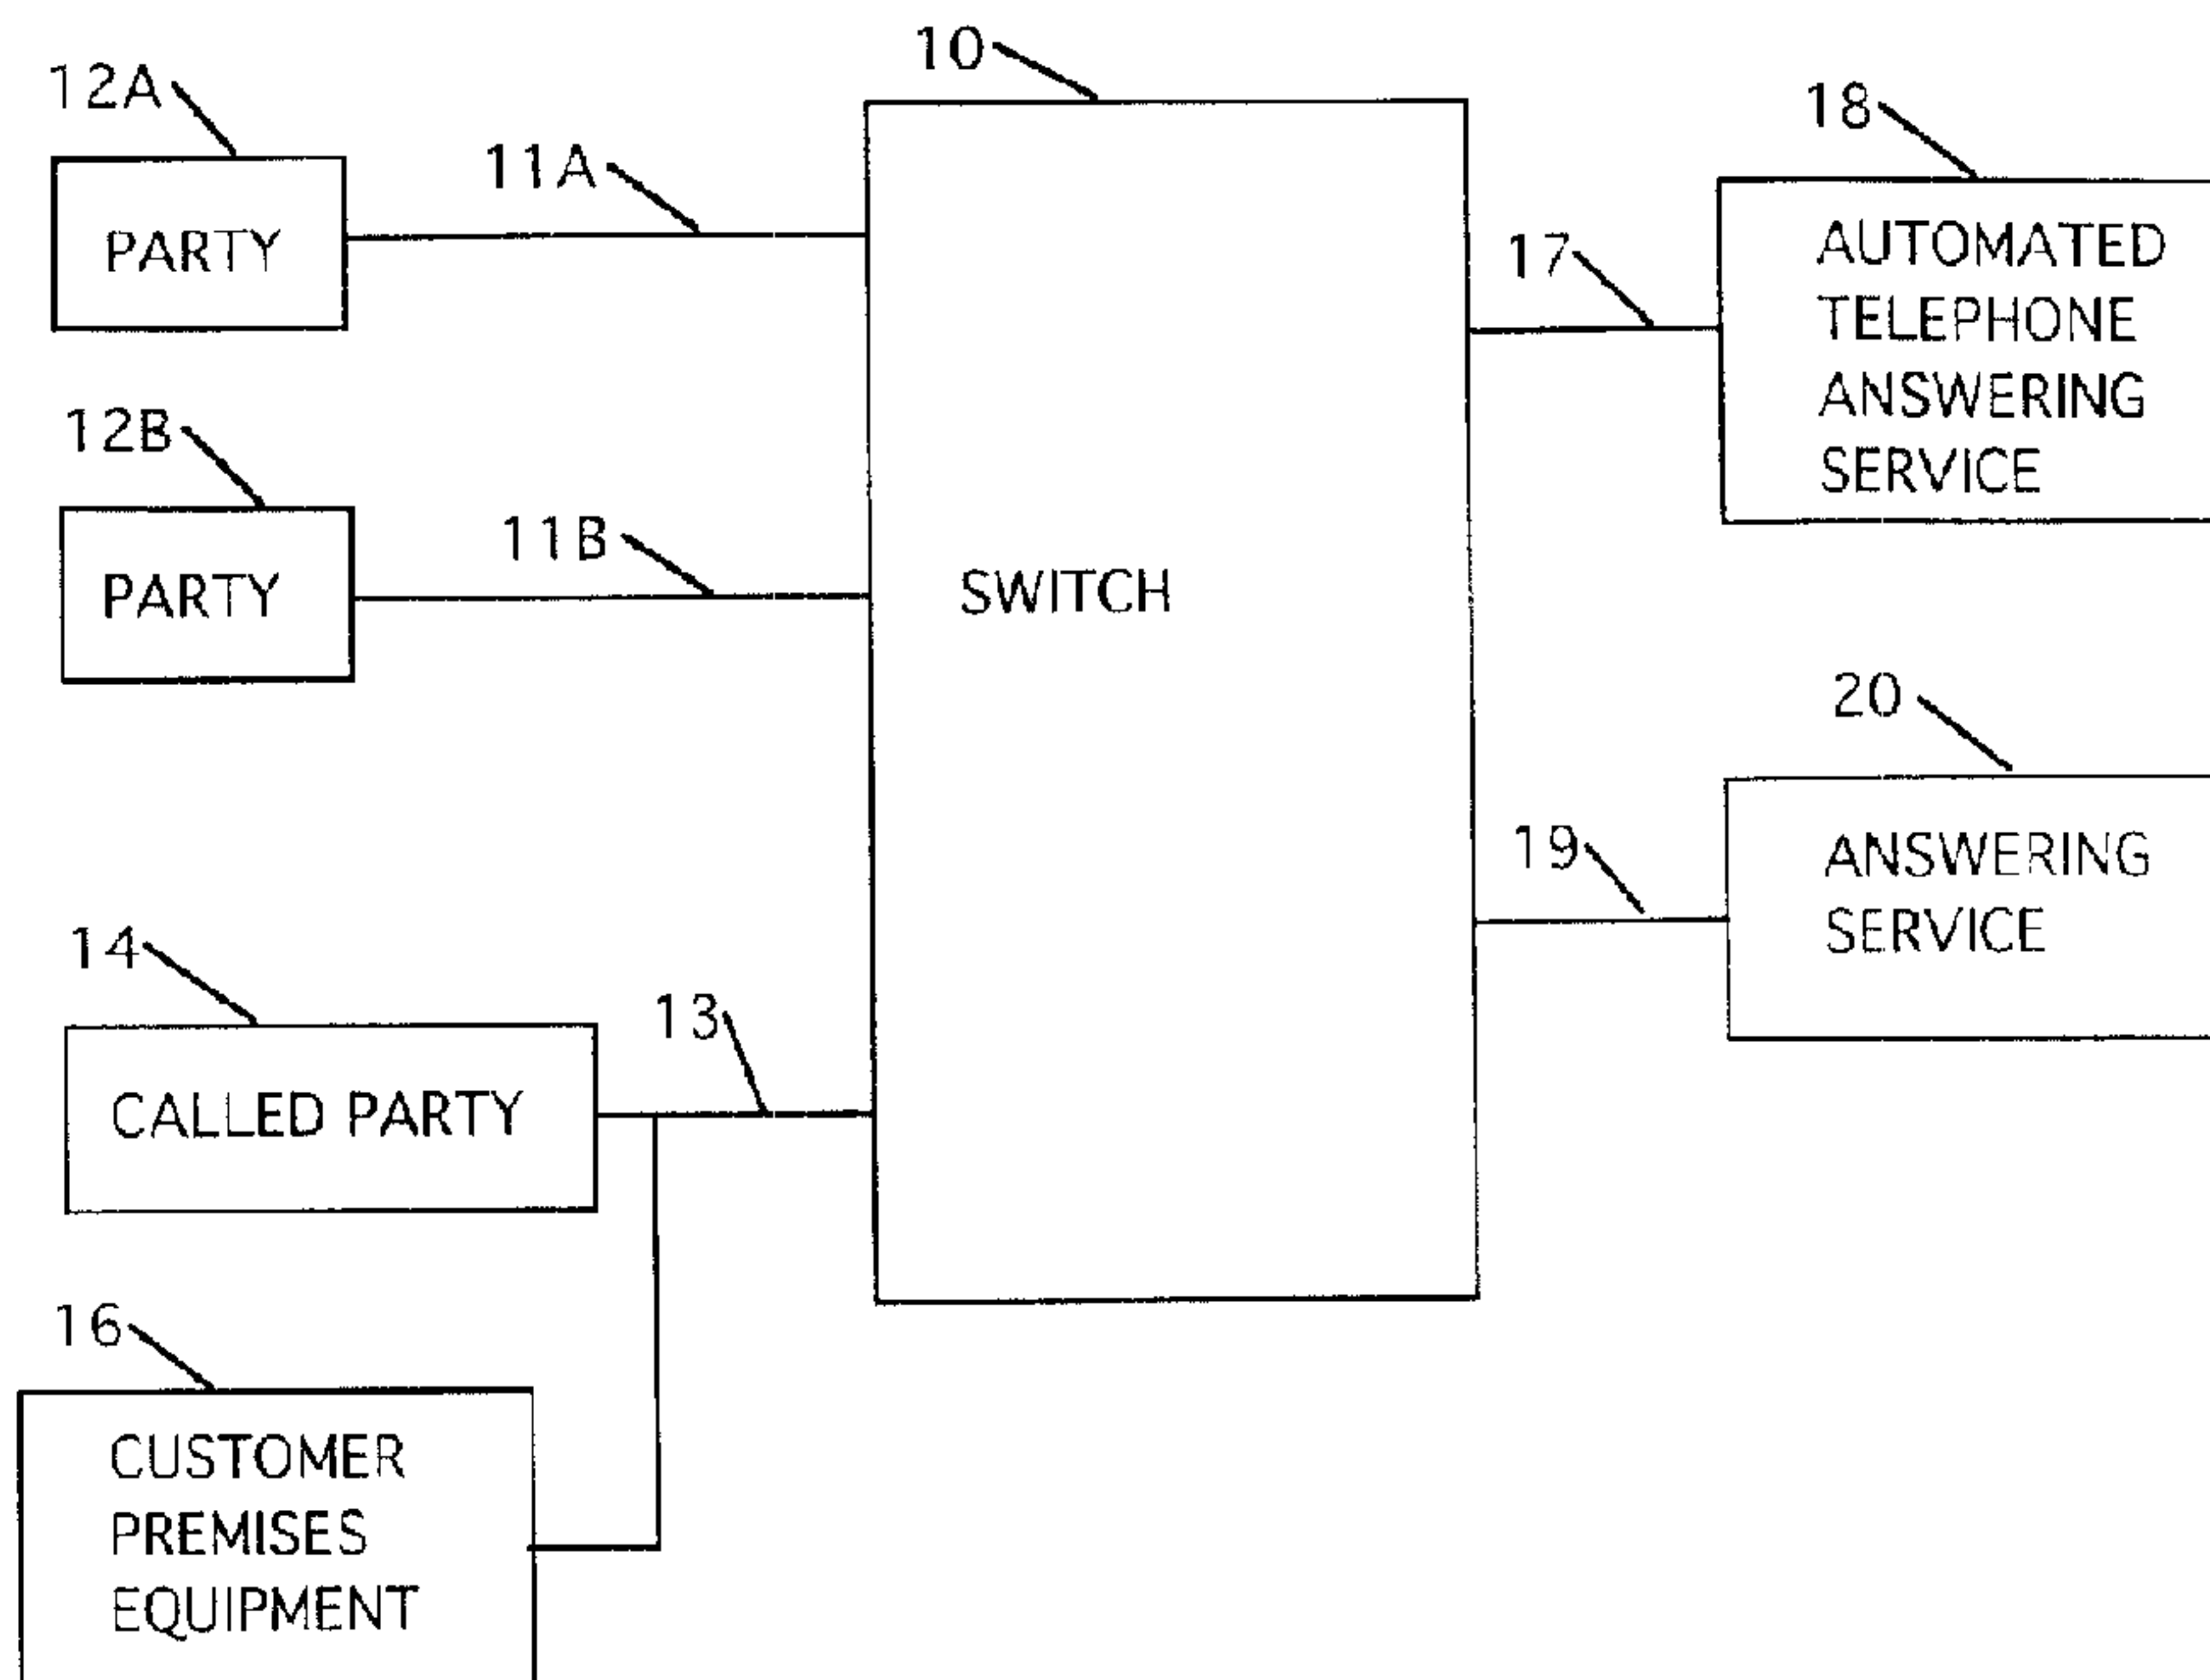 10
12A
11A
PARTY
12B
11B
PARTY
SWITCH
14
13
CALLED PARTY
16
CUSTOMER
PREMISES
EQUIPMENT
18
17
AUTOMATED
TELEPHONE
ANSWERING
SERVICE
20
19
ANSWERING
SERVICE